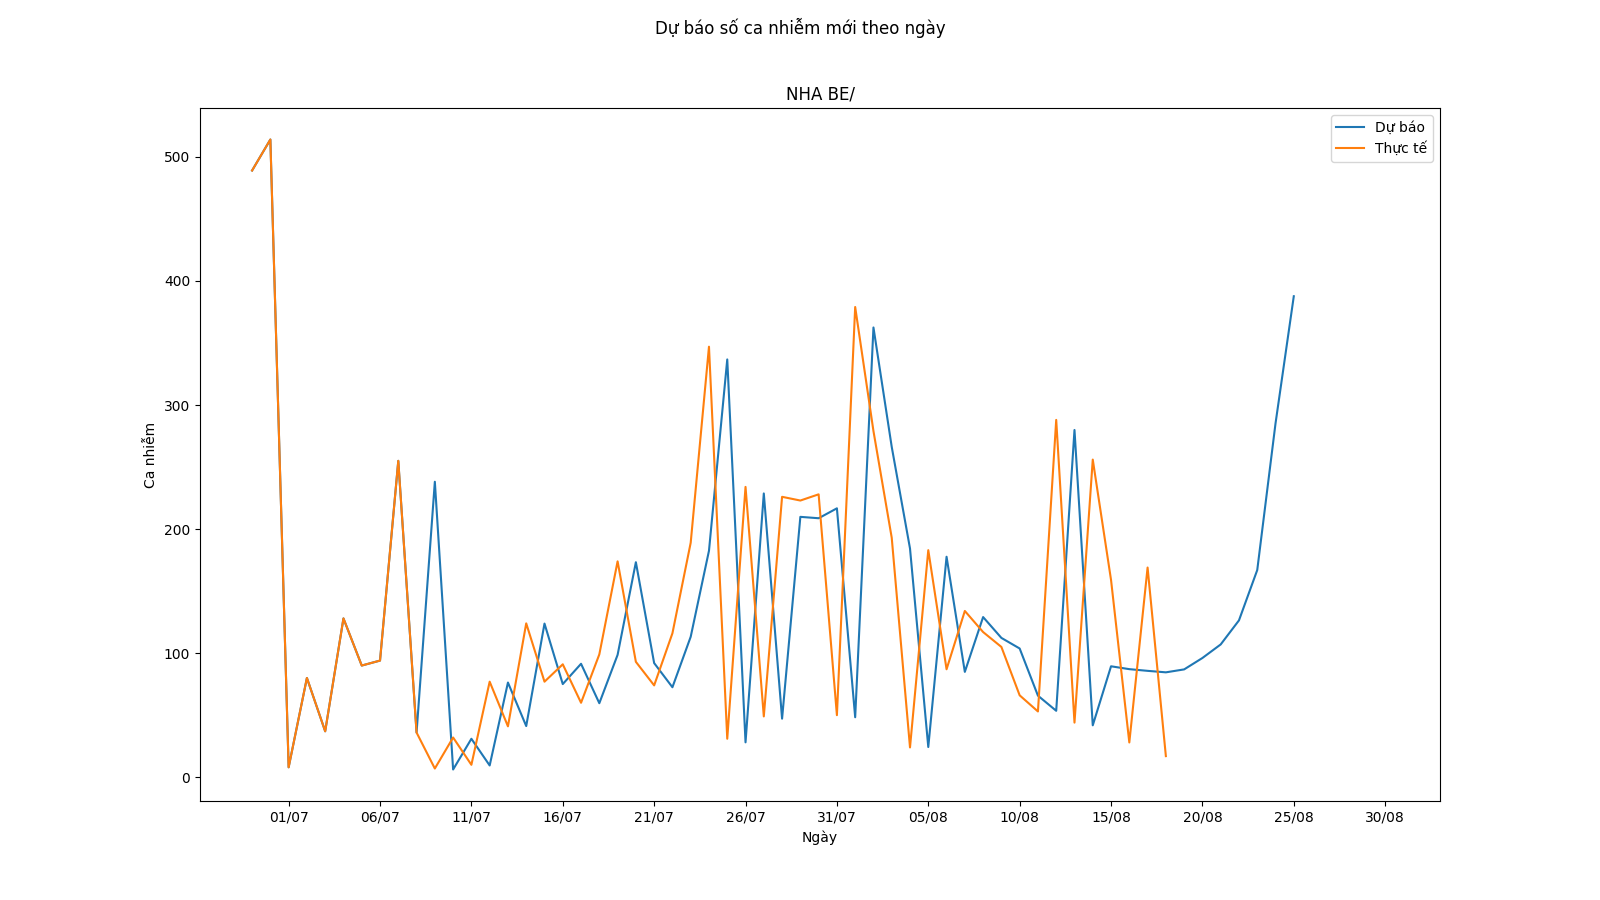 Dự báo số ca nhiễm mới theo ngày
NHA BE/
Dự báo
Thực tế
500
400
300
200
100
0
Ca nhiễm
01/07 06/07 11/07 16/07 21/07 26/07 31/07 05/08 10/08 15/08 20/08 25/08 30/08
Ngày